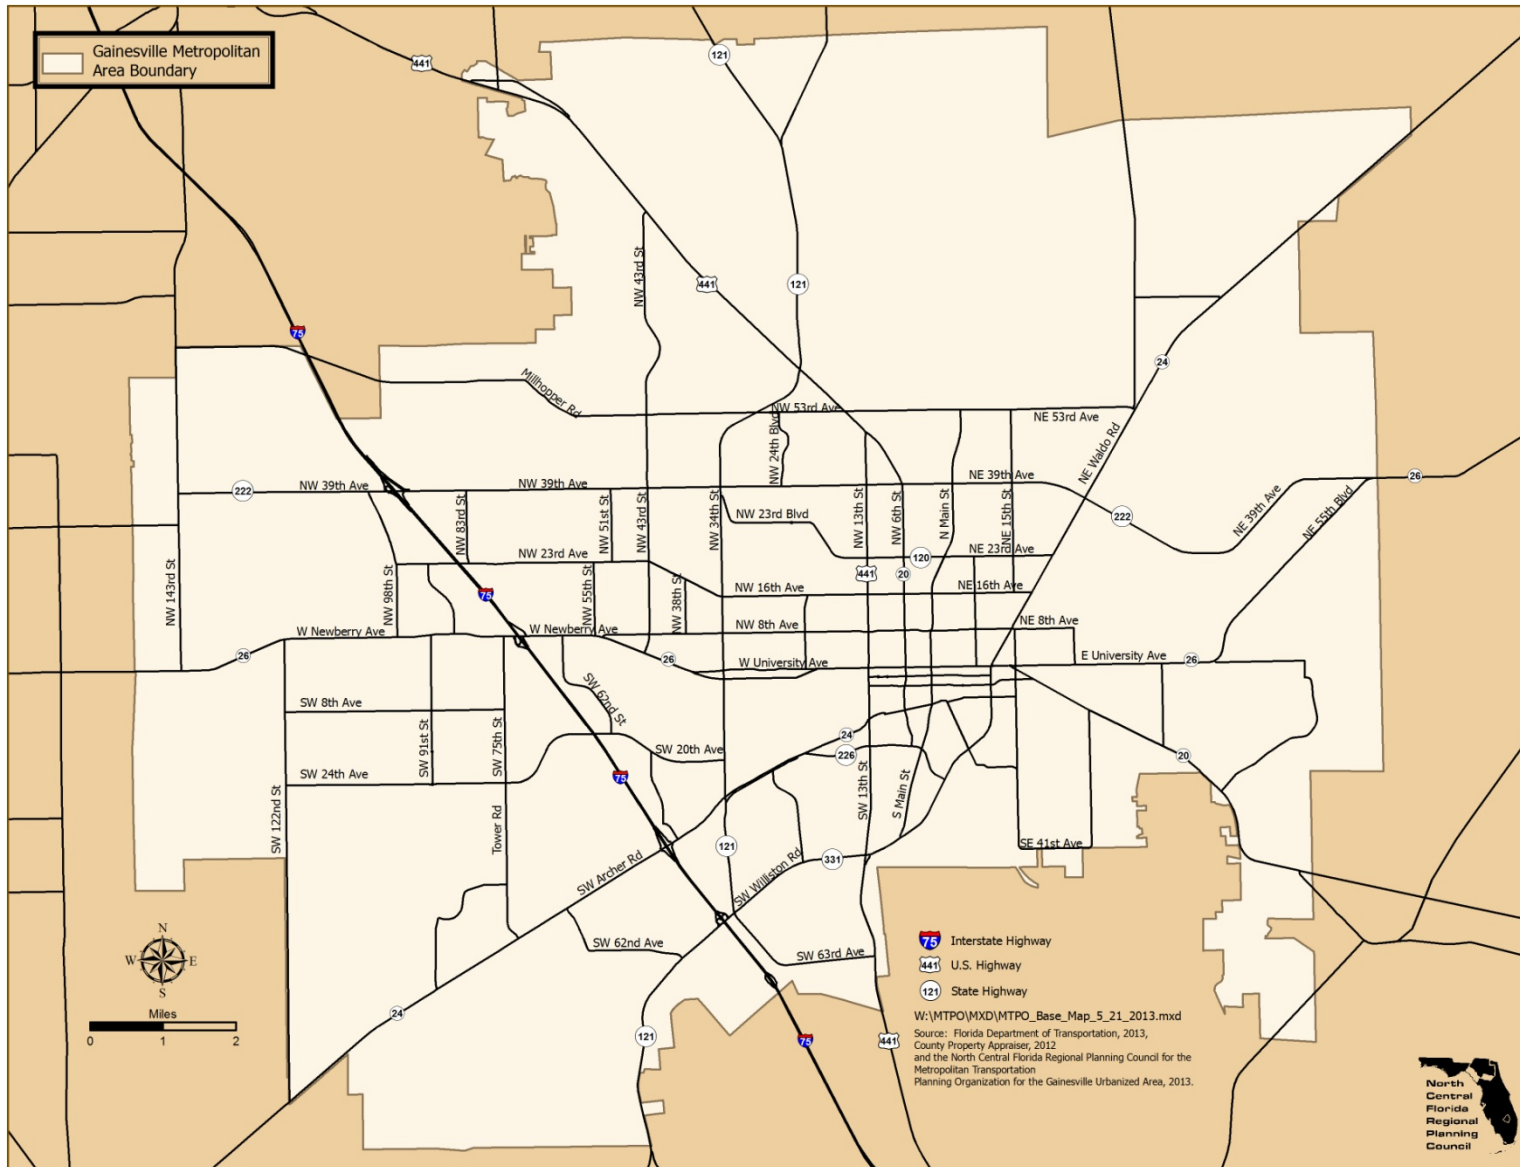 Gainesville Metropolitan
Area Boundary
441
121
NW 43rd St
441
121
75
24
Millhopper Rd
NW 53rd Ave
NE 53rd Ave
NW 24th Blvd
NE Waldo Rd
222
NW 39th Ave
NW 39th Ave
NE 39th Ave
26
NW 83rd St
NW 51st St
NW 43rd St
NW 34th St
NW 23rd Blvd
NW 13th St
NW 6th St
N Main St
NE 15th St
222
NE 39th Ave
NE 55th Blvd
NW 23rd Ave
120
NE 23rd Ave
NW 143rd St
NW 98th St
75
NW 55th St
NW 38th St
441
20
NW 16th Ave
NE 16th Ave
W Newberry Ave
W Newberry Ave
NW 8th Ave
NE 8th Ave
26
26
W University Ave
E University Ave
26
SW 62nd St
SW 8th Ave
SW 91st St
SW 75th St
24
SW 20th Ave
226
20
SW 24th Ave
75
SW 122nd St
Tower Rd
SW 13th St
S Main St
121
SW Archer Rd
SW Williston Rd
331
SE 41st Ave
SW 62nd Ave
SW 63rd Ave
24
121
75
441
N
W
E
S
Miles
0 1 2
75 Interstate Highway
441 U.S. Highway
121 State Highway
W:\MTPO\MXD\MTPO_Base_Map_5_21_2013.mxd
Source: Florida Department of Transportation, 2013,
County Property Appraiser, 2012
and the North Central Florida Regional Planning Council for the
Metropolitan Transportation
Planning Organization for the Gainesville Urbanized Area, 2013.
North
Central
Florida
Regional
Planning
Council